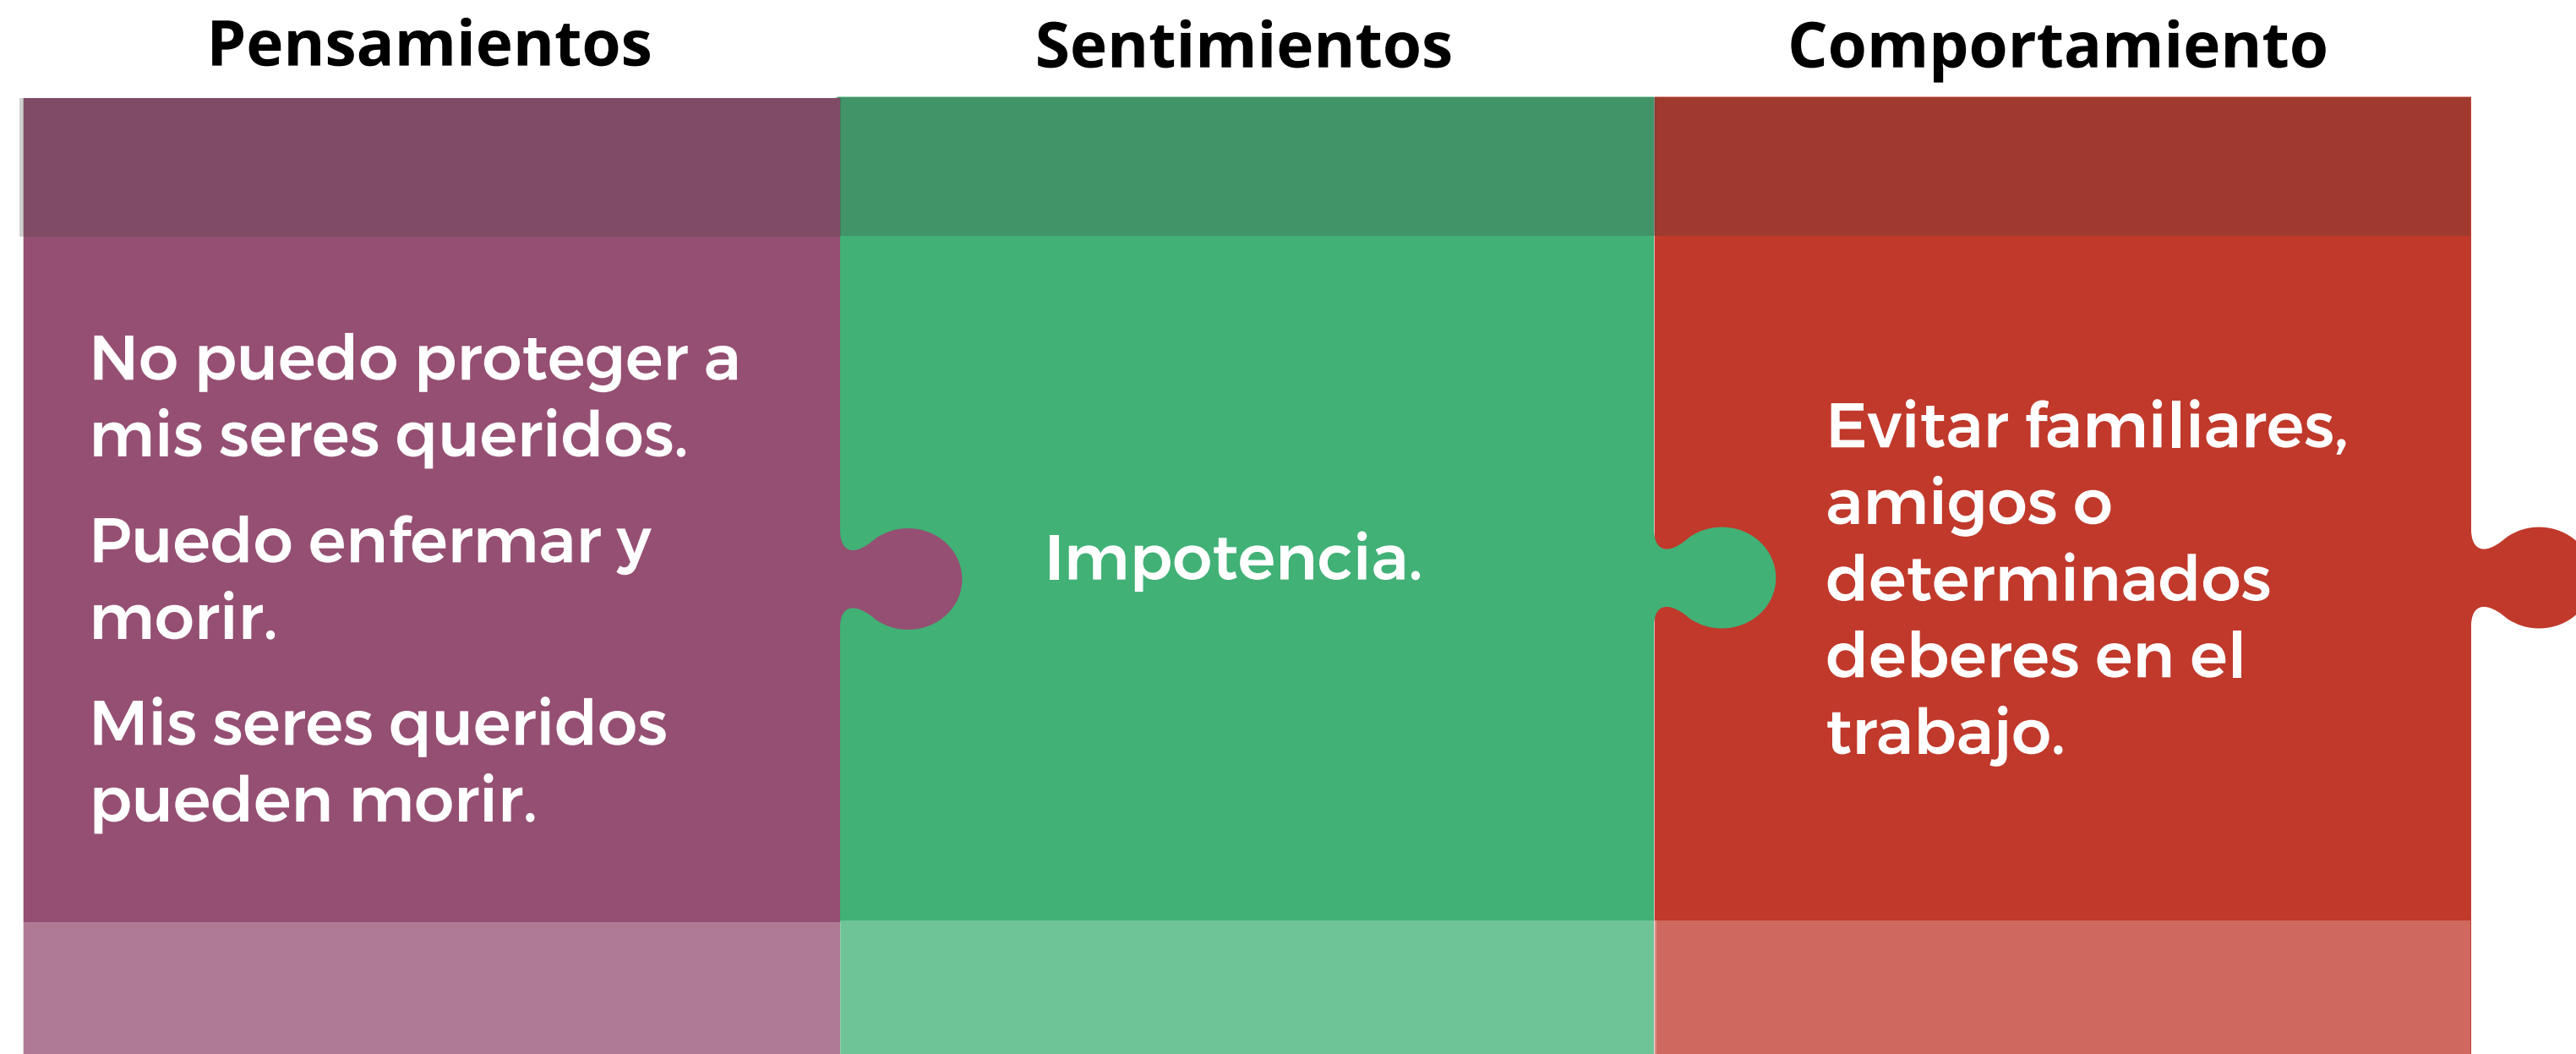 Pensamientos
Sentimientos
Comportamiento
No puedo proteger a
mis seres queridos.
Puedo enfermar y
morir.
Mis seres queridos
pueden morir.
Impotencia.
Evitar familiares,
amigos o
determinados
deberes en el
trabajo.